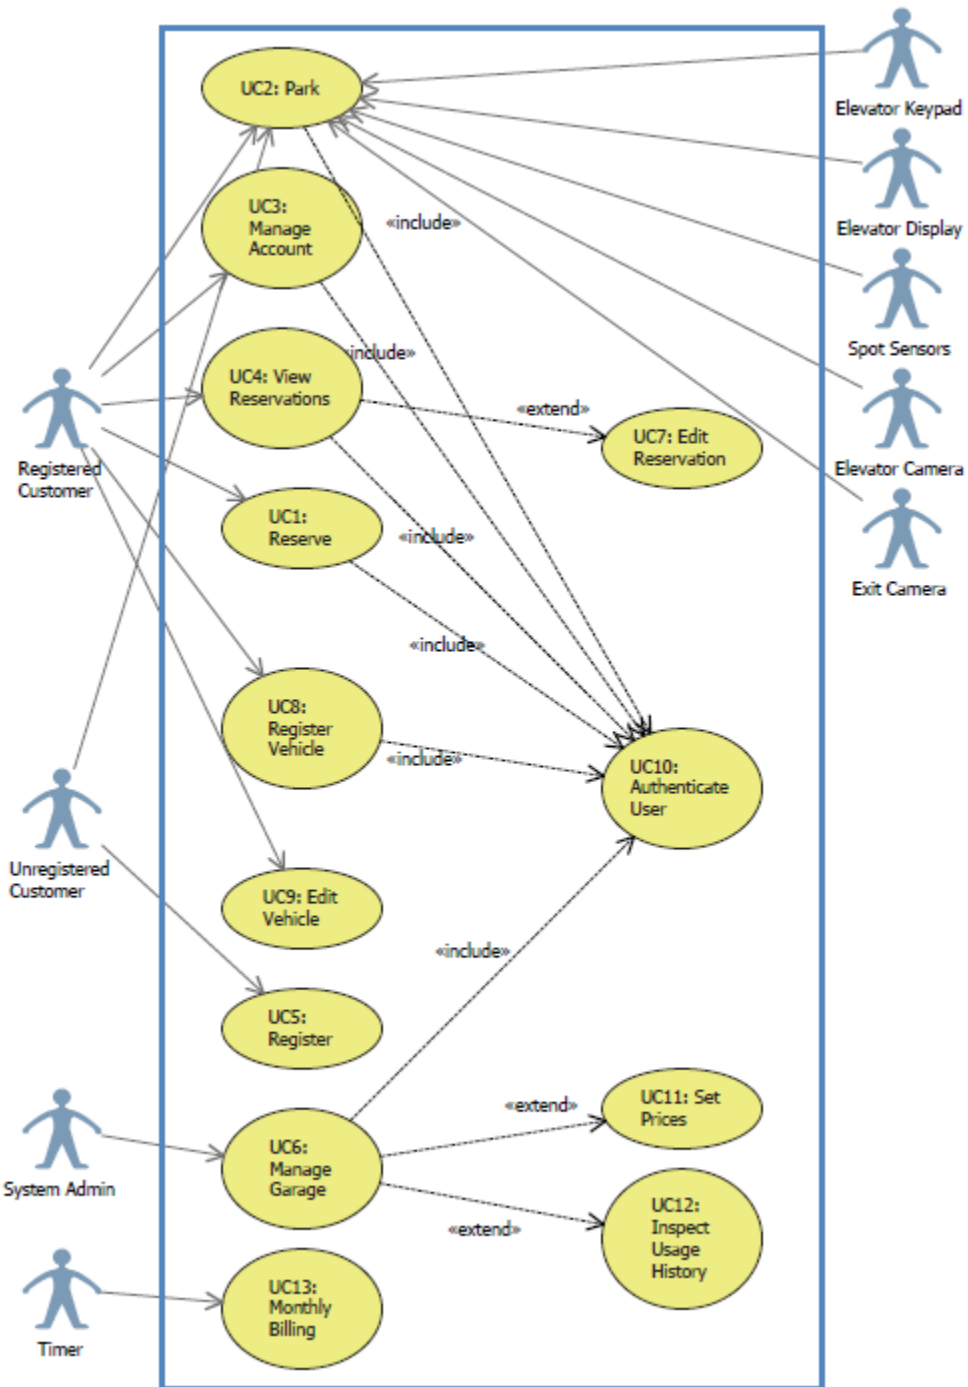 UC2: Park
Elevator Keypad
UC3:
Manage
Account
«include»
Elevator Display
«include»
Spot Sensors
UC4: View
Reservations
«extend»
UC7: Edit
Reservation
Elevator Camera
Registered
Customer
UC1:
Reserve
«include»
Exit Camera
«include»
UC8:
Register
Vehicle
«include»
UC10:
Authenticate
User
Unregistered
Customer
UC9: Edit
Vehicle
«include»
UC5:
Register
UC11: Set
Prices
«extend»
System Admin
UC6:
Manage
Garage
«extend»
UC12:
Inspect
Usage
History
UC13:
Monthly
Billing
Timer